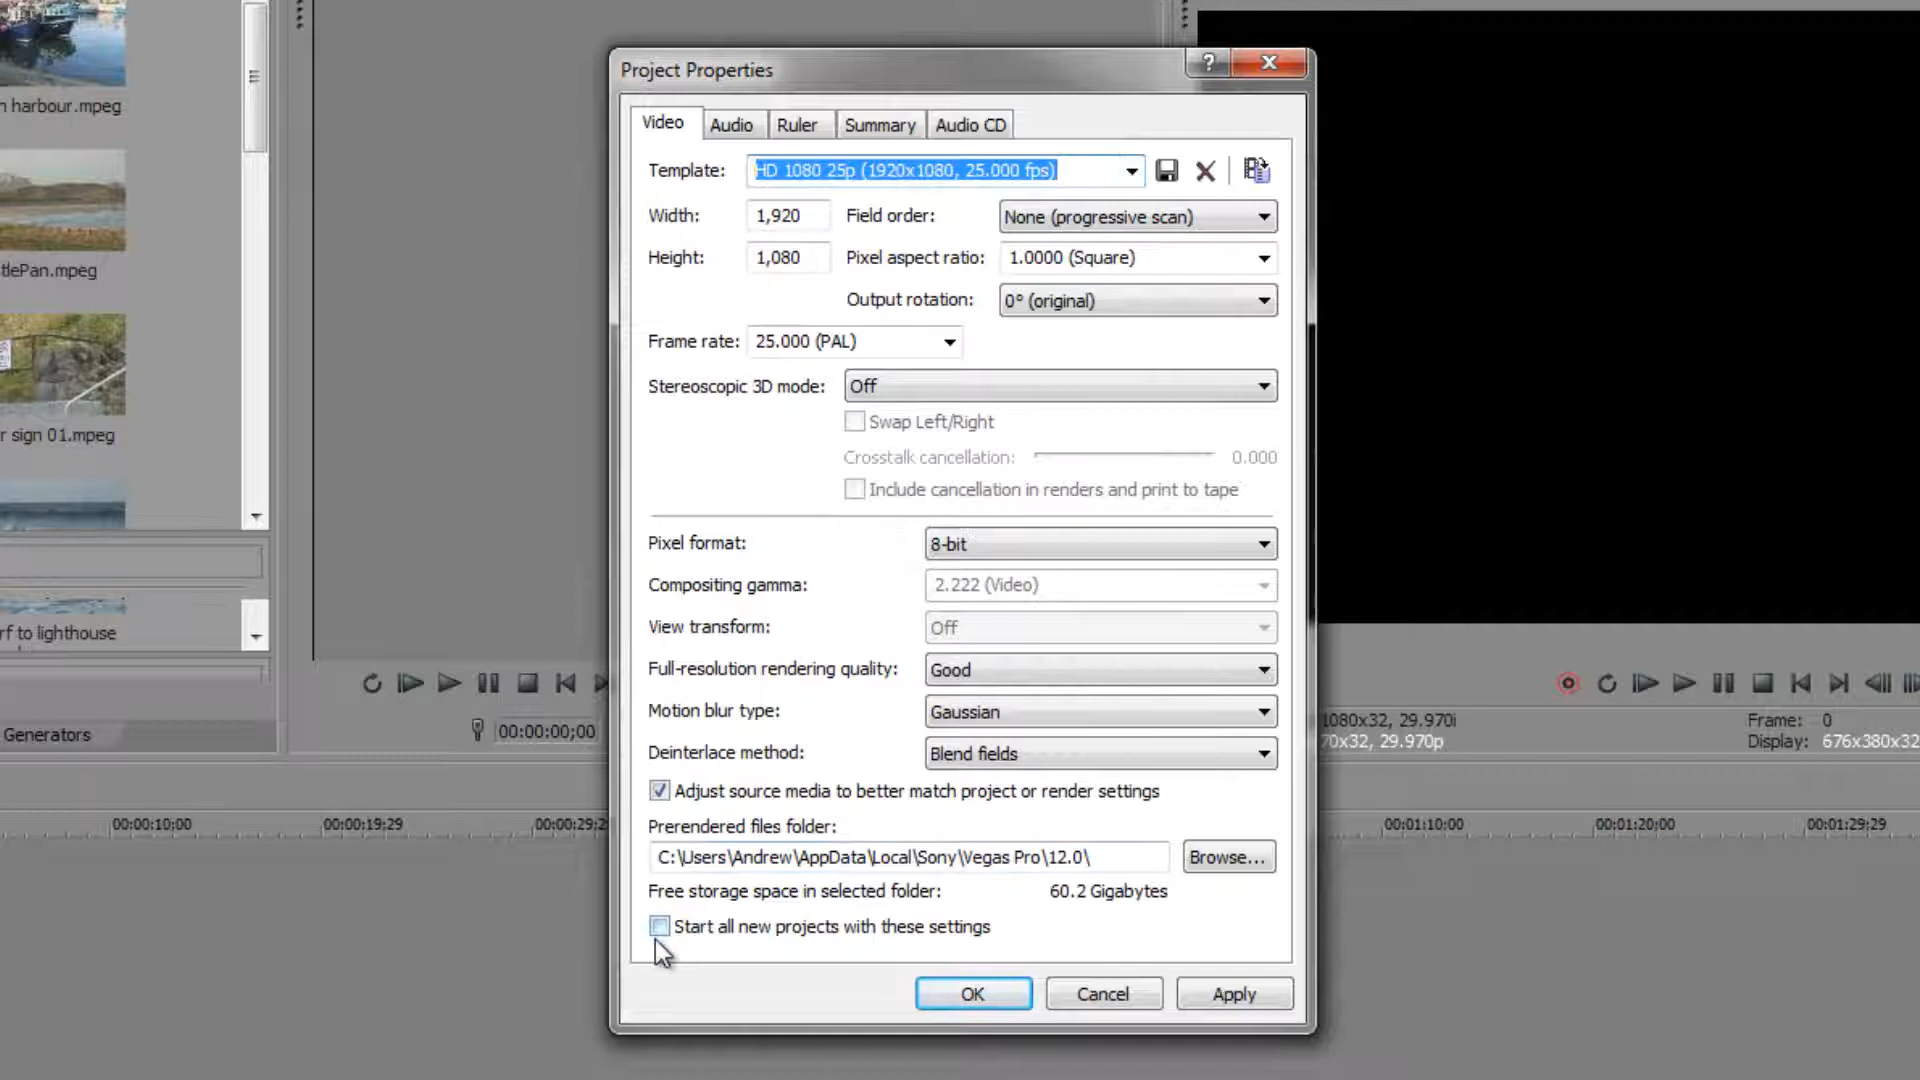 h harbour.mpeg
tlePan.mpeg
r sign 01.mpeg
rf to lighthouse
Generators
00:00:00;00
Project Properties
?
Video
Audio
Ruler
Summary
Audio CD
Template:
HD 1080 25p (1920x1080, 25.000 fps)
Width:
1,920
Field order:
None (progressive scan)
Height:
1,080
Pixel aspect ratio:
1.0000 (Square)
Output rotation:
0° (original)
Frame rate:
25.000 (PAL)
Stereoscopic 3D mode:
Off
Swap Left/Right
Crosstalk cancellation:
0.000
Include cancellation in renders and print to tape
Pixel format:
8-bit
Compositing gamma:
2.222 (Video)
View transform:
Off
Full-resolution rendering quality:
Good
Motion blur type:
Gaussian
Deinterlace method:
Blend fields
Adjust source media to better match project or render settings
Prerendered files folder:
C:\Users\Andrew\AppData\Local\Sony\Vegas Pro\12.0\
Browse...
Free storage space in selected folder:
60.2 Gigabytes
Start all new projects with these settings
OK
Cancel
Apply
1080x32, 29.970i
70x32, 29.970p
Frame: 0
Display: 676x380x32
00:00:10;00
00:00:19;29
00:00:29;2
00:01:10;00
00:01:20;00
00:01:29;29